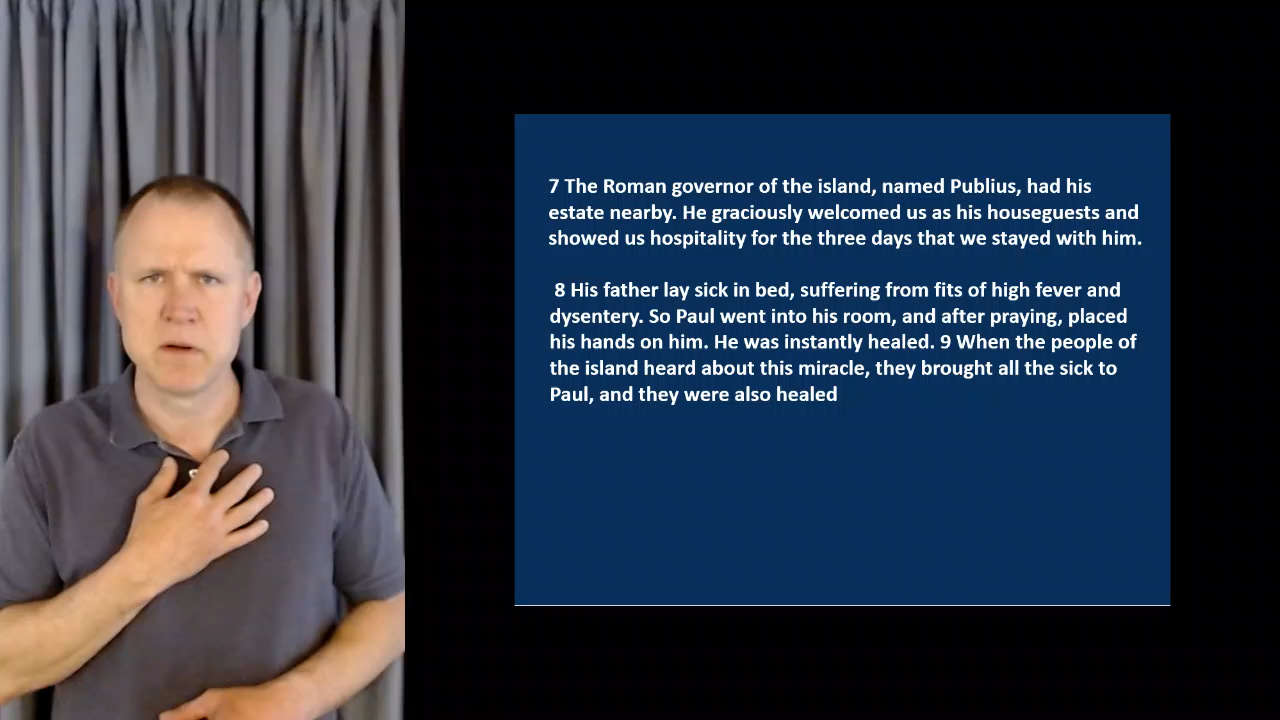 7 The Roman governor of the island, named Publius, had his
estate nearby. He graciously welcomed us as his houseguests and
showed us hospitality for the three days that we stayed with him.
8 His father lay sick in bed, suffering from fits of high fever and
dysentery. So Paul went into his room, and after praying, placed
his hands on him. He was instantly healed. 9 When the people of
the island heard about this miracle, they brought all the sick to
Paul, and they were also healed